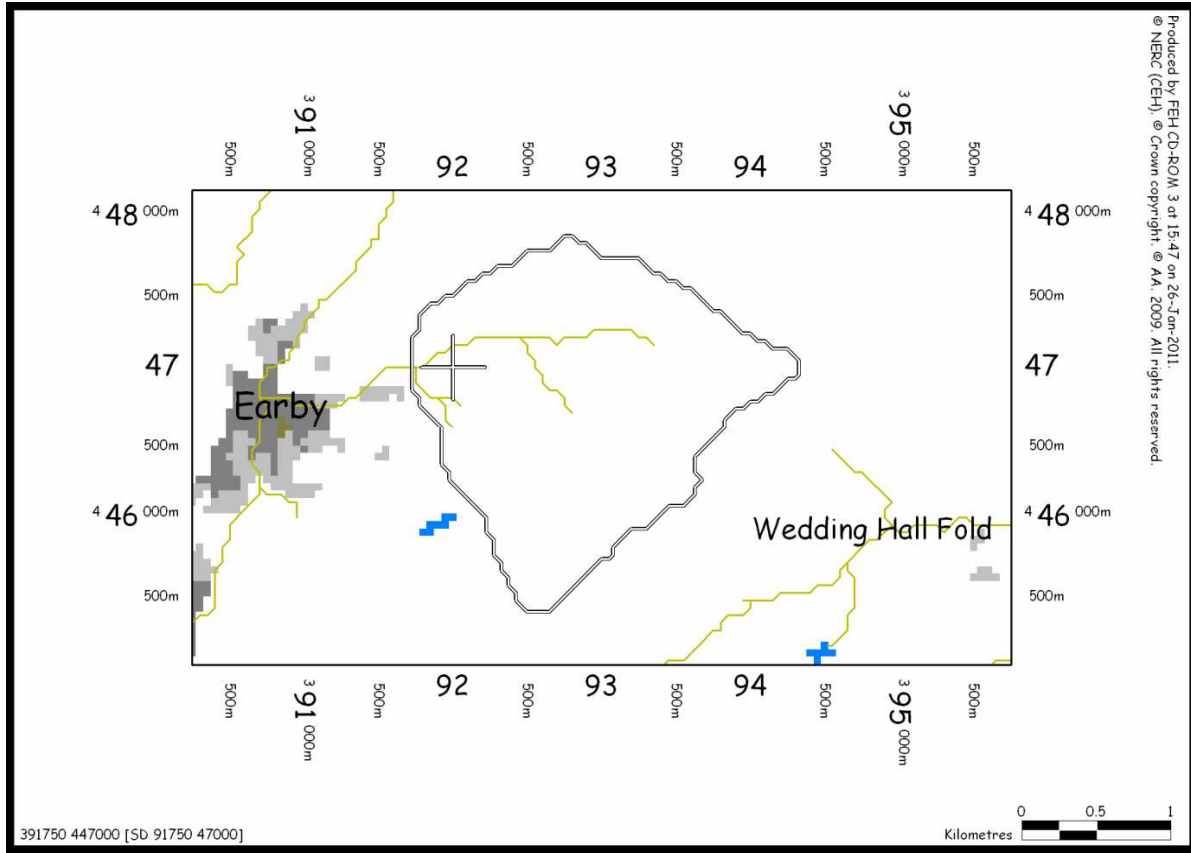 3 91 000m
3 95 000m
500m 500m 92 500m 93 500m 94 500m 500m
4 48 000m
4 48 000m
500m
500m
47
47
Earby
500m
500m
4 46 000m
Wedding Hall Fold
4 46 000m
500m
500m
500m 500m 92 500m 93 500m 94 500m 500m
3 91 000m
3 95 000m
Produced by FEH CD-ROM 3 at 15:47 on 26-Jan-2011.
© NERC (CEH). © Crown copyright. © AA. 2009. All rights reserved.
391750 447000 [SD 91750 47000]
Kilometres 0 0.5 1